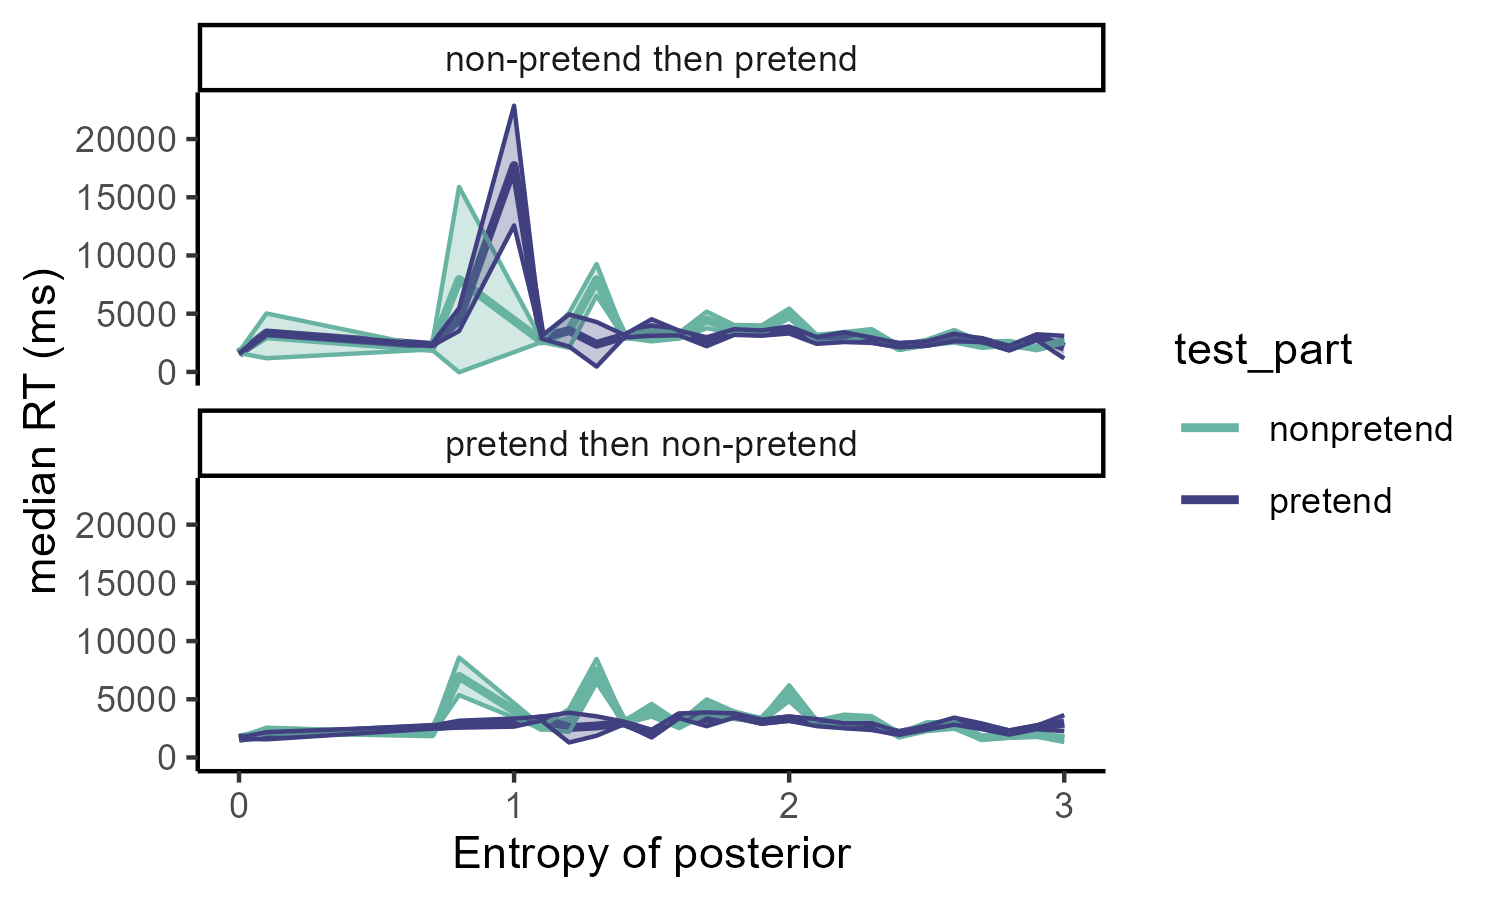 non-pretend then pretend
20000
15000
10000
5000
0
pretend then non-pretend
20000
15000
10000
5000
0
0 1 2 3
Entropy of posterior
median RT (ms)
test_part
nonpretend
pretend